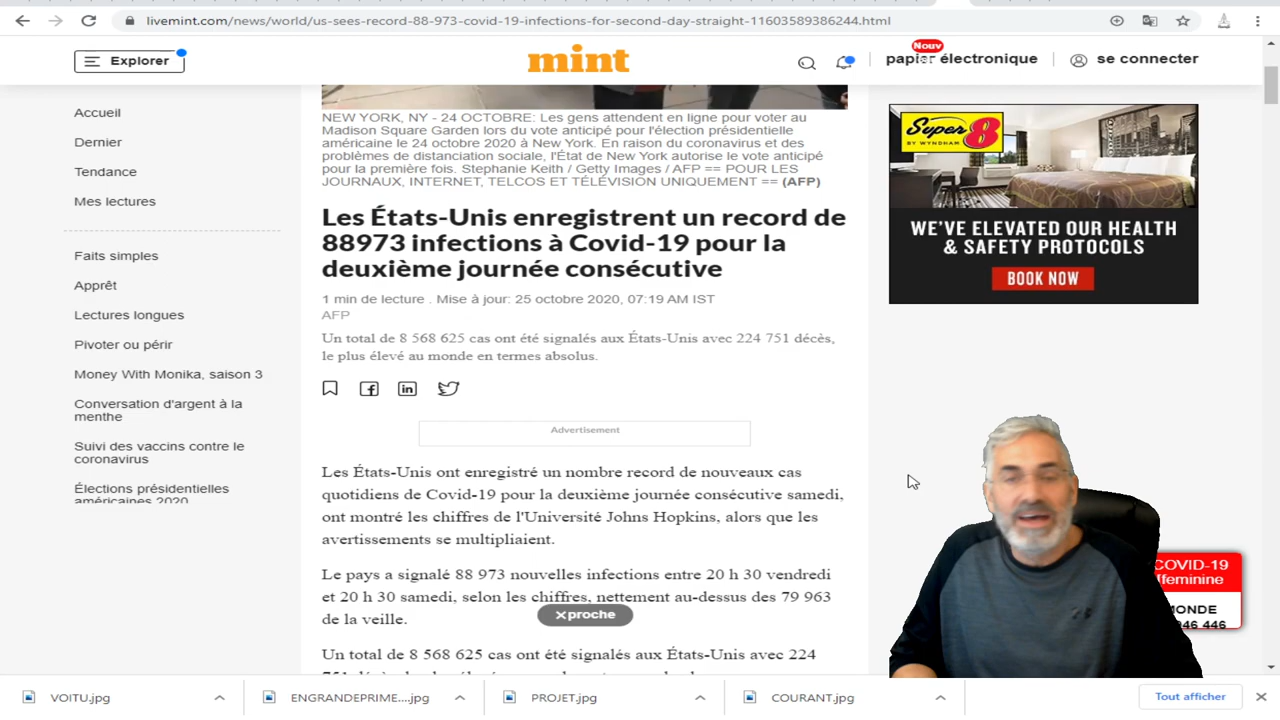 livemint.com/news/world/us-sees-record-88-973-covid-19-infections-for-second-day-straight-11603589386244.html
Explorer
mint
Nouv
papier électronique
se connecter
Accueil
Dernier
Tendance
Mes lectures
Faits simples
Apprêt
Lectures longues
Pivoter ou périr
Money With Monika, saison 3
Conversation d'argent à la
menthe
Suivi des vaccins contre le
coronavirus
Élections présidentielles
américaines 2020
NEW YORK, NY - 24 OCTOBRE: Les gens attendent en ligne pour voter au
Madison Square Garden lors du vote anticipé pour l'élection présidentielle
américaine le 24 octobre 2020 à New York. En raison du coronavirus et des
problèmes de distanciation sociale, l'État de New York autorise le vote anticipé
pour la première fois. Stephanie Keith / Getty Images / AFP == POUR LES
JOURNAUX, INTERNET, TELCOS ET TÉLÉVISION UNIQUEMENT == (AFP)
Les États-Unis enregistrent un record de
88973 infections à Covid-19 pour la
deuxième journée consécutive
1 min de lecture . Mise à jour: 25 octobre 2020, 07:19 AM IST
AFP
Un total de 8 568 625 cas ont été signalés aux États-Unis avec 224 751 décès,
le plus élevé au monde en termes absolus.
Advertisement
Les États-Unis ont enregistré un nombre record de nouveaux cas
quotidiens de Covid-19 pour la deuxième journée consécutive samedi,
ont montré les chiffres de l'Université Johns Hopkins, alors que les
avertissements se multipliaient.
Le pays a signalé 88 973 nouvelles infections entre 20 h 30 vendredi
et 20 h 30 samedi, selon les chiffres, nettement au-dessus des 79 963
de la veille.
×proche
Un total de 8 568 625 cas ont été signalés aux États-Unis avec 224
Super 8
BY WYNDHAM
WE'VE ELEVATED OUR HEALTH
& SAFETY PROTOCOLS
BOOK NOW
COVID-19
(feminine
MONDE
946 446
VOITU.jpg
ENGRANDEPRIME....jpg
PROJET.jpg
COURANT.jpg
Tout afficher